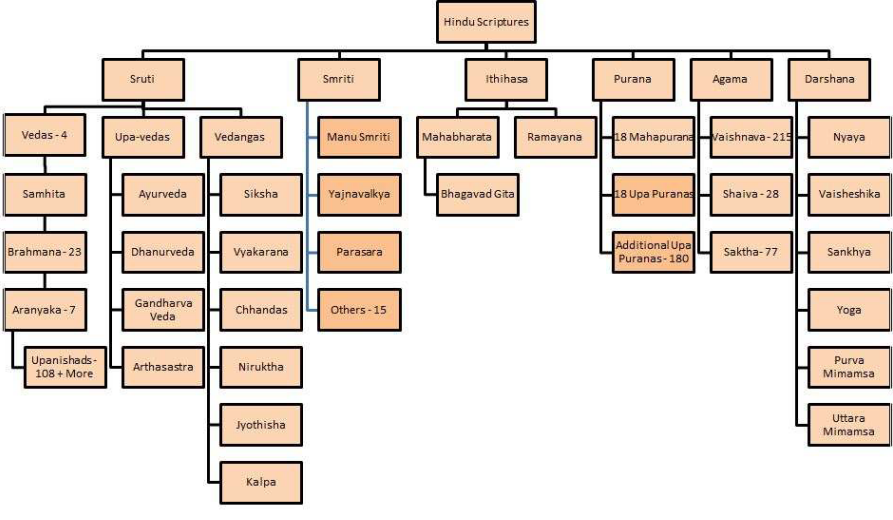 Hindu Scriptures
Sruti
Smriti
Ithihasa
Purana
Agama
Darshana
Vedas - 4
Upa-vedas
Vedangas
Manu Smriti
Mahabharata
Ramayana
18 Mahapurana
Vaishnava - 215
Nyaya
Samhita
Ayurveda
Siksha
Yajnavalkya
Bhagavad Gita
18 Upa Puranas
Shaiva - 28
Vaisheshika
Brahmana - 23
Dhanurveda
Vyakarana
Parasara
Additional Upa
Puranas - 180
Saktha - 77
Sankhya
Aranyaka - 7
Gandharva
Veda
Chhandas
Others - 15
Yoga
Upanishads -
108 + More
Arthasastra
Niruktha
Purva
Mimamsa
Jyothisha
Uttara
Mimamsa
Kalpa